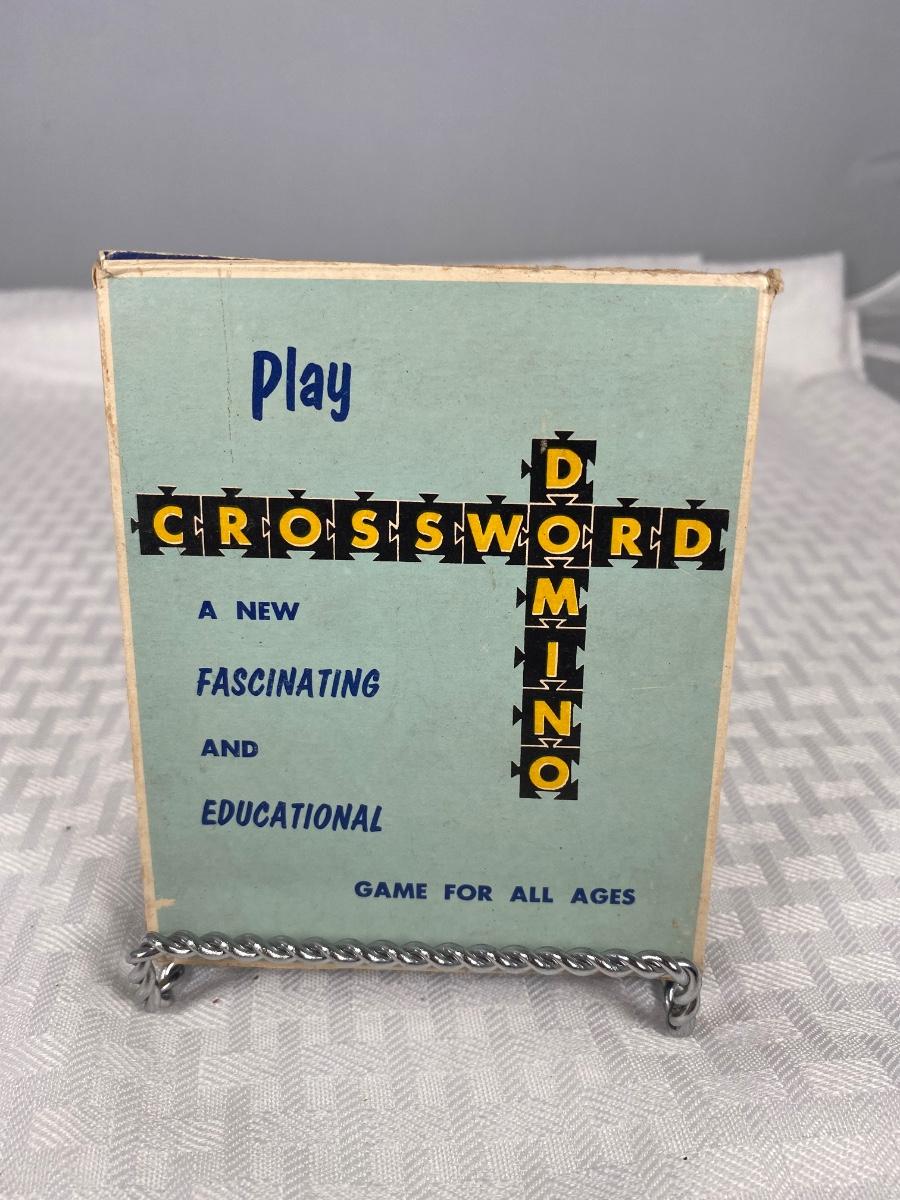 Play
CROSSWORD
DOMINO
A NEW
FASCINATING
AND
EDUCATIONAL
GAME FOR ALL AGES